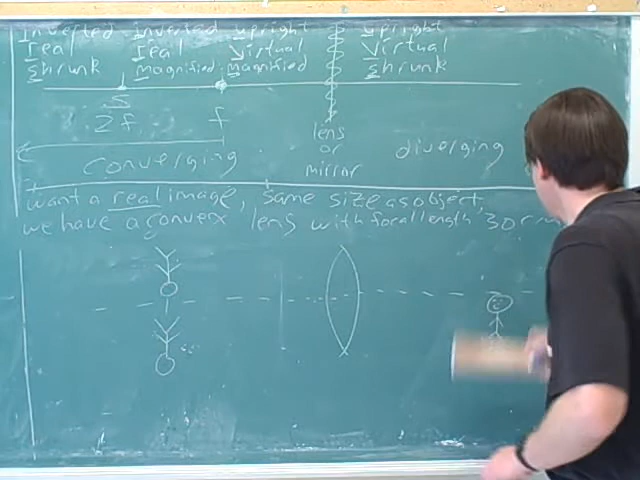 Inverted inverted upright upright
real real Virtual Virtual
Shrunk magnified magnified Shrunk
S
2f f
lens
or
mirror
converging diverging
want a real image, same size as object,
we have a convex lens with focal length 30 cm